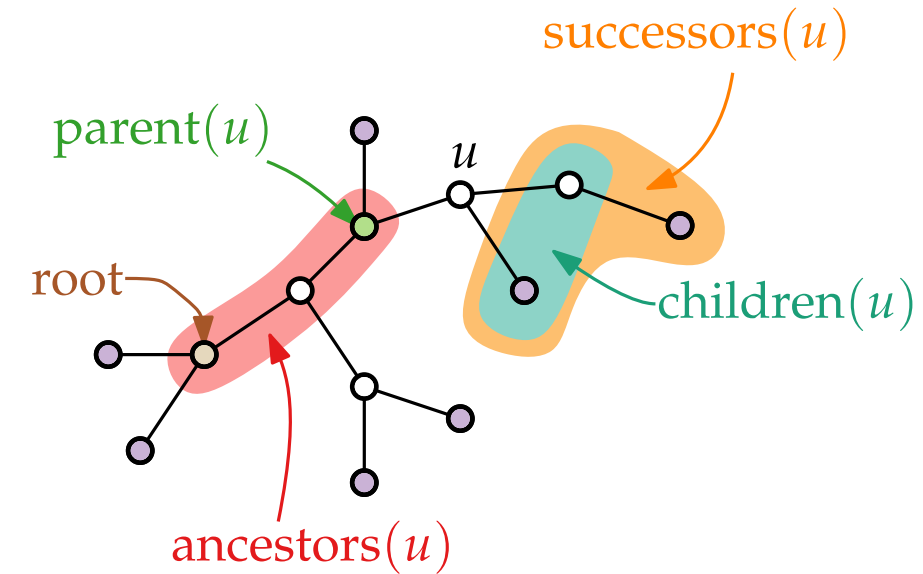 successors(u)
parent(u)
u
root
children(u)
ancestors(u)